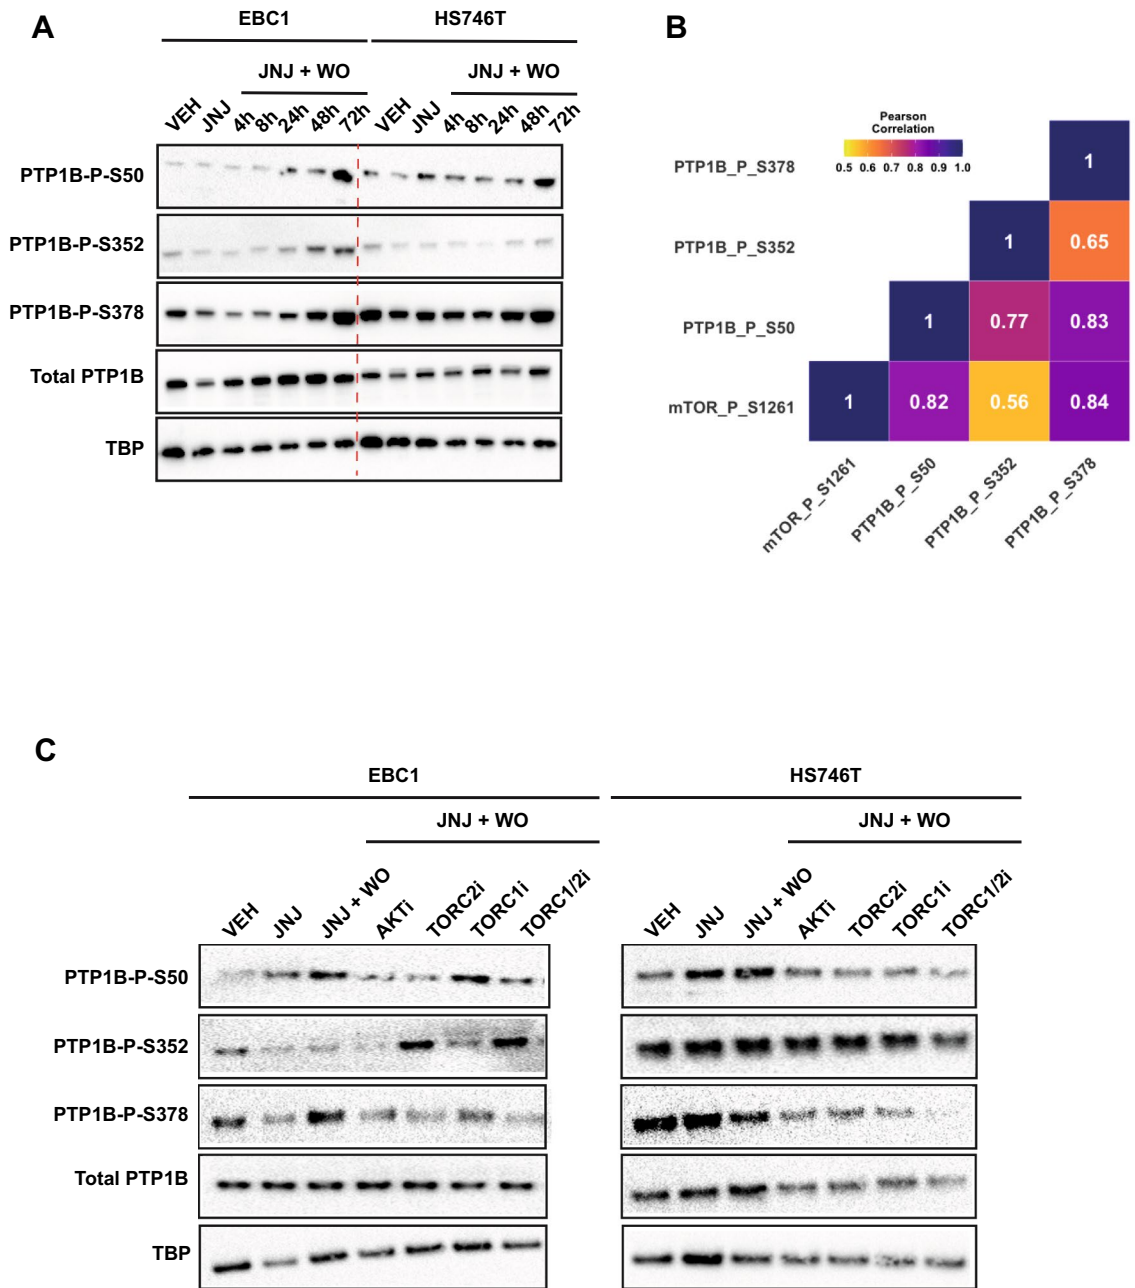 A
EBC1 HS746T
JNJ + WO JNJ + WO
VEH JNJ 4h 8h 24h 48h 72h VEH JNJ 4h 8h 24h 48h 72h
PTP1B-P-S50
PTP1B-P-S352
PTP1B-P-S378
Total PTP1B
TBP
B
Pearson
Correlation
0.5 0.6 0.7 0.8 0.9 1.0
PTP1B_P_S378 1
PTP1B_P_S352 1 0.65
PTP1B_P_S50 1 0.77 0.83
mTOR_P_S1261 1 0.82 0.56 0.84
mTOR_P_S1261 PTP1B_P_S50 PTP1B_P_S352 PTP1B_P_S378
C
EBC1 HS746T
JNJ + WO JNJ + WO
VEH JNJ JNJ + WO AKTi TORC2i TORC1i TORC1/2i VEH JNJ JNJ + WO AKTi TORC2i TORC1i TORC1/2i
PTP1B-P-S50
PTP1B-P-S352
PTP1B-P-S378
Total PTP1B
TBP